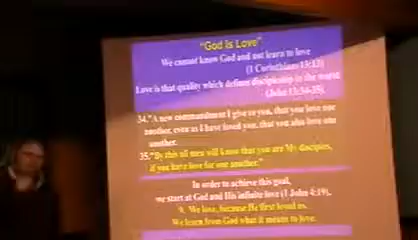 "God is Love"
We cannot know God and not learn to love
(1 Corinthians 13:13)
Love is that quality which defines discipleship in the world
(John 13:34-35).
34. "A new commandment I give to you, that you love one
another, even as I have loved you, that you also love one
another.
35. "By this all men will know that you are My disciples,
if you have love for one another."
In order to achieve this goal,
we start at God and His infinite love (1 John 4:19).
We love, because He first loved us.
We learn from God what it means to love.